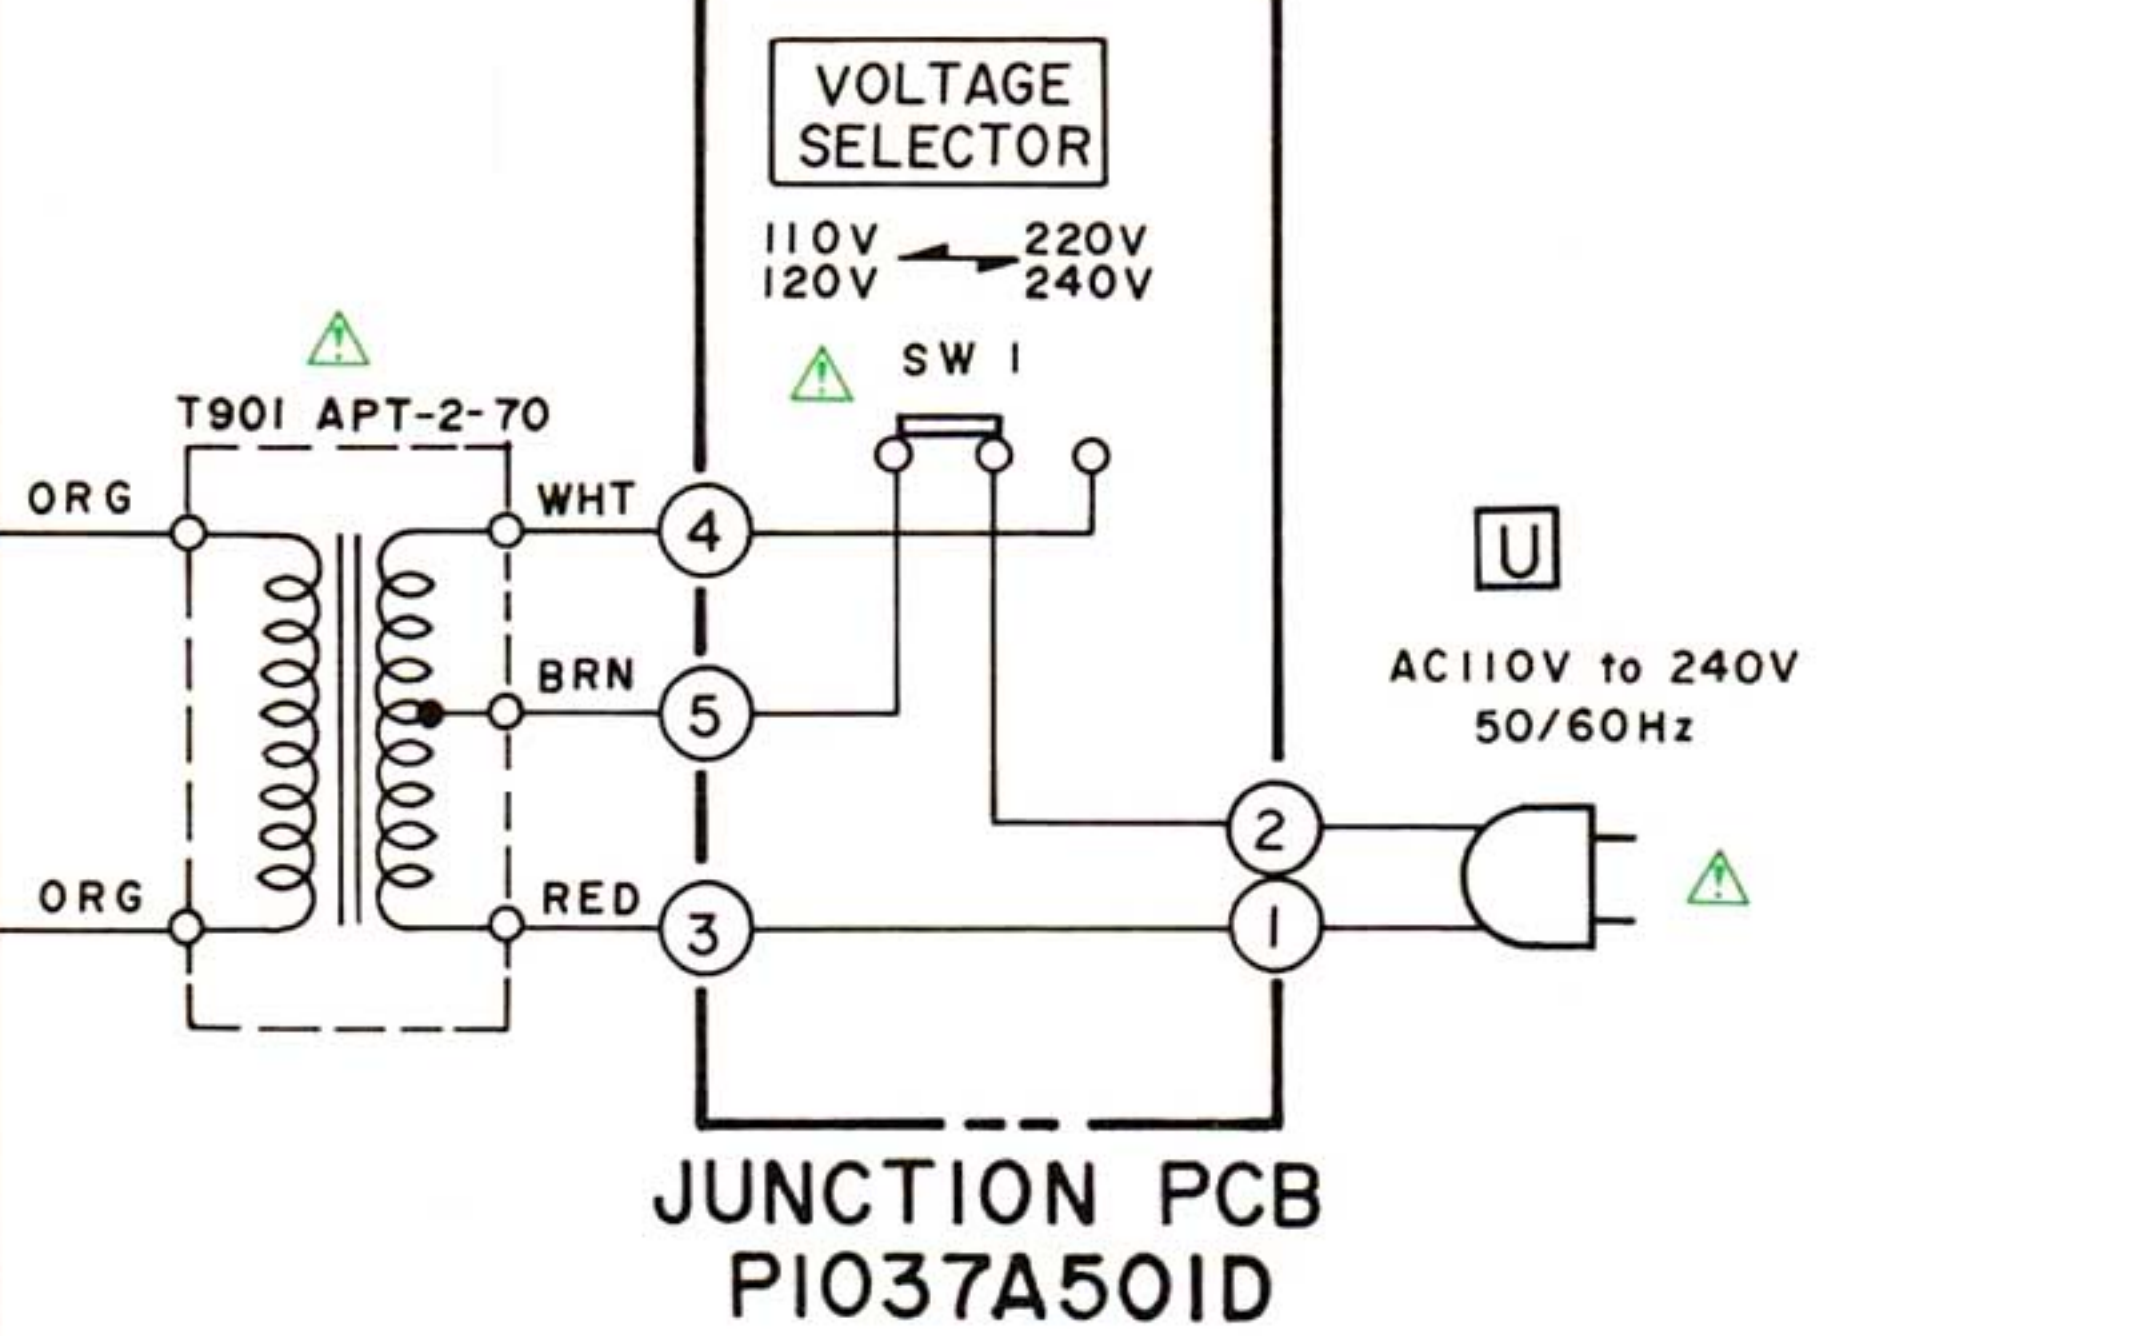 VOLTAGE
SELECTOR
110V 220V
120V 240V
SW 1
T901 APT-2-70
ORG
WHT
4
U
BRN
5
AC110V to 240V
50/60Hz
2
ORG
RED
3
1
JUNCTION PCB
P1037A501D